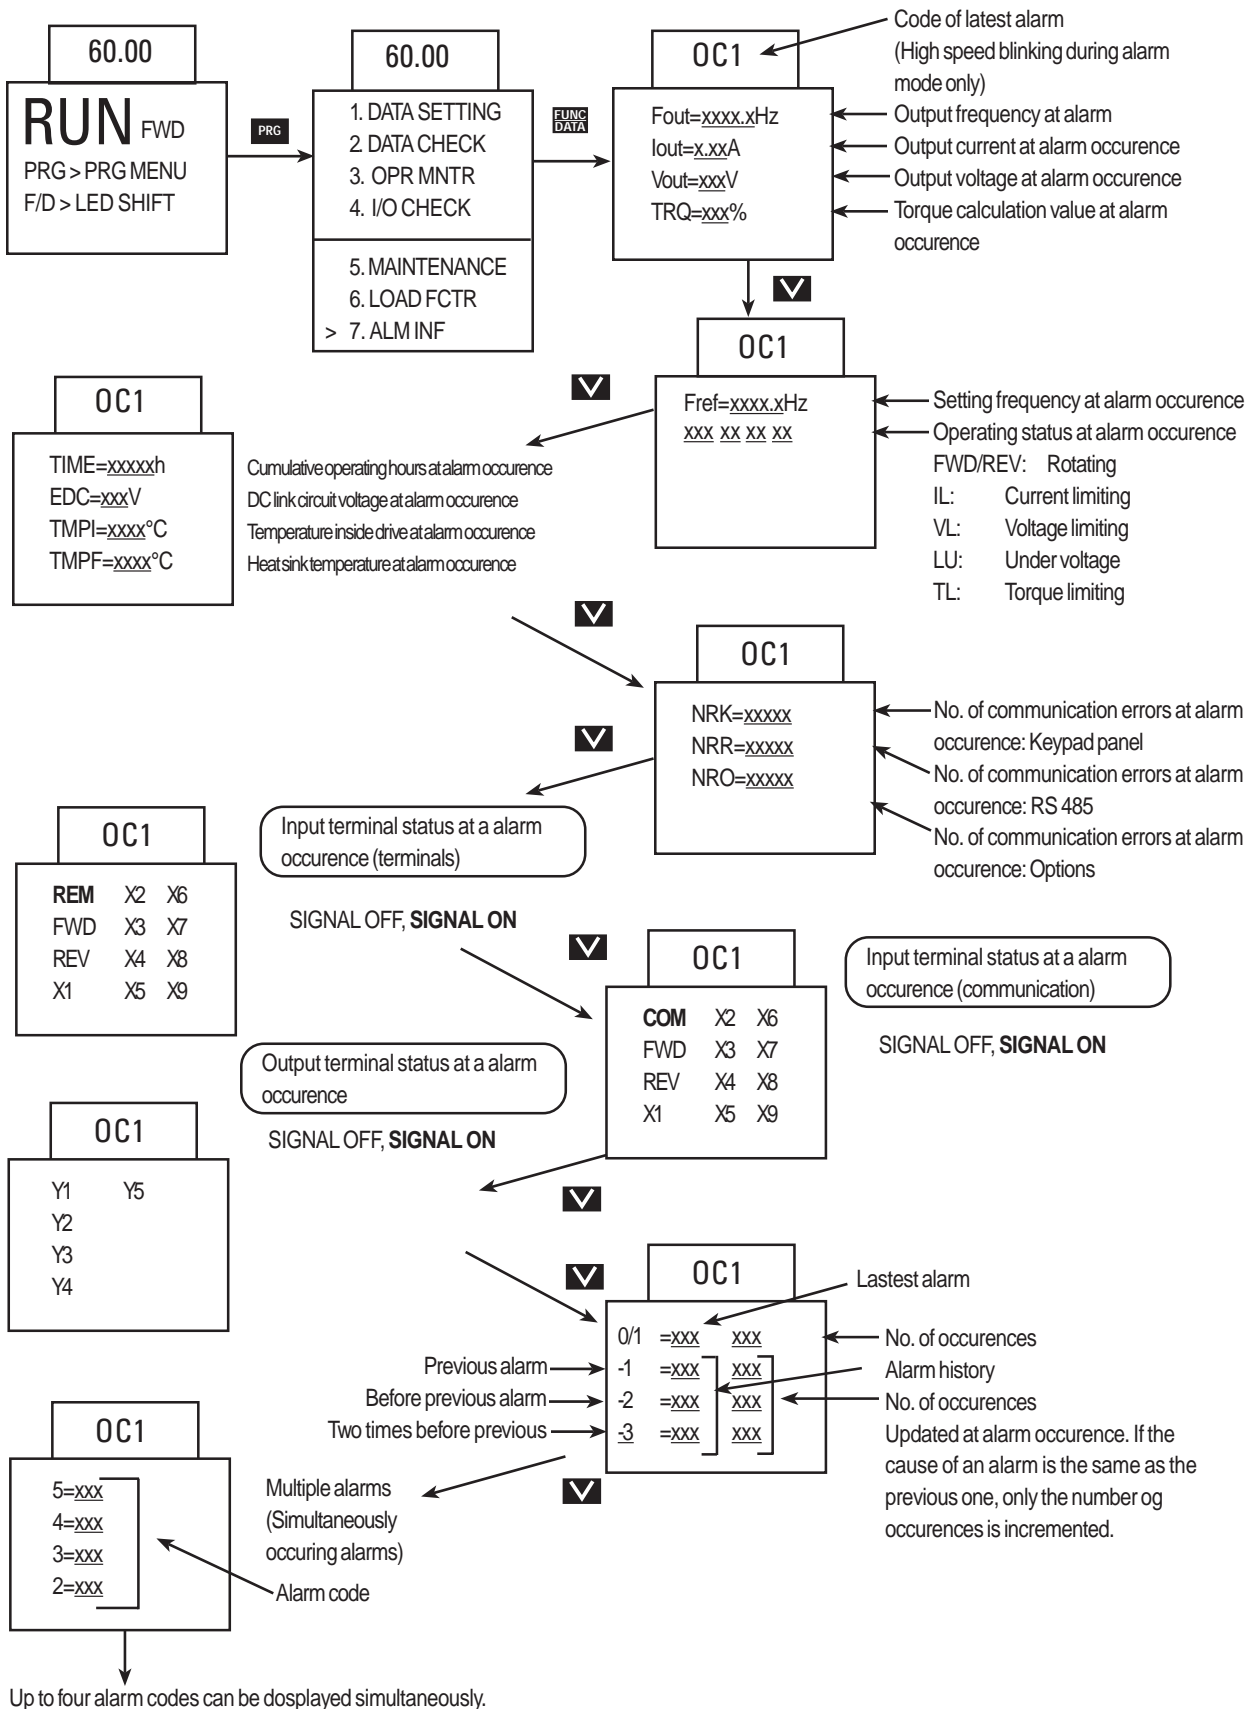 60.00
RUN FWD
PRG > PRG MENU
F/D > LED SHIFT
PRG
60.00
1. DATA SETTING
2. DATA CHECK
3. OPR MNTR
4. I/O CHECK
5. MAINTENANCE
6. LOAD FCTR
> 7. ALM INF
FUNC
DATA
OC1
Fout=xxxx.xHz
Iout=x.xxA
Vout=xxxV
TRQ=xxx%
Code of latest alarm
(High speed blinking during alarm
mode only)
Output frequency at alarm
Output current at alarm occurence
Output voltage at alarm occurence
Torque calculation value at alarm
occurence
OC1
Fref=xxxx.xHz
xxx xx xx xx
Setting frequency at alarm occurence
Operating status at alarm occurence
FWD/REV: Rotating
IL: Current limiting
VL: Voltage limiting
LU: Under voltage
TL: Torque limiting
OC1
TIME=xxxxxh
EDC=xxxV
TMPI=xxxx°C
TMPF=xxxx°C
Cumulative operating hours at alarm occurence
DC link circuit voltage at alarm occurence
Temperature inside drive at alarm occurence
Heat sink temperature at alarm occurence
OC1
NRK=xxxxx
NRR=xxxxx
NRO=xxxxx
No. of communication errors at alarm
occurence: Keypad panel
No. of communication errors at alarm
occurence: RS 485
No. of communication errors at alarm
occurence: Options
OC1
REM X2 X6
FWD X3 X7
REV X4 X8
X1 X5 X9
Input terminal status at a alarm
occurence (terminals)
SIGNAL OFF, SIGNAL ON
OC1
COM X2 X6
FWD X3 X7
REV X4 X8
X1 X5 X9
Input terminal status at a alarm
occurence (communication)
SIGNAL OFF, SIGNAL ON
Output terminal status at a alarm
occurence
SIGNAL OFF, SIGNAL ON
OC1
Y1 Y5
Y2
Y3
Y4
OC1
0/1 =xxx xxx
-1 =xxx xxx
-2 =xxx xxx
-3 =xxx xxx
Previous alarm
Before previous alarm
Two times before previous
Lastest alarm
No. of occurences
Alarm history
No. of occurences
Updated at alarm occurence. If the
cause of an alarm is the same as the
previous one, only the number og
occurences is incremented.
OC1
5=xxx
4=xxx
3=xxx
2=xxx
Multiple alarms
(Simultaneously
occuring alarms)
Alarm code
Up to four alarm codes can be dosplayed simultaneously.